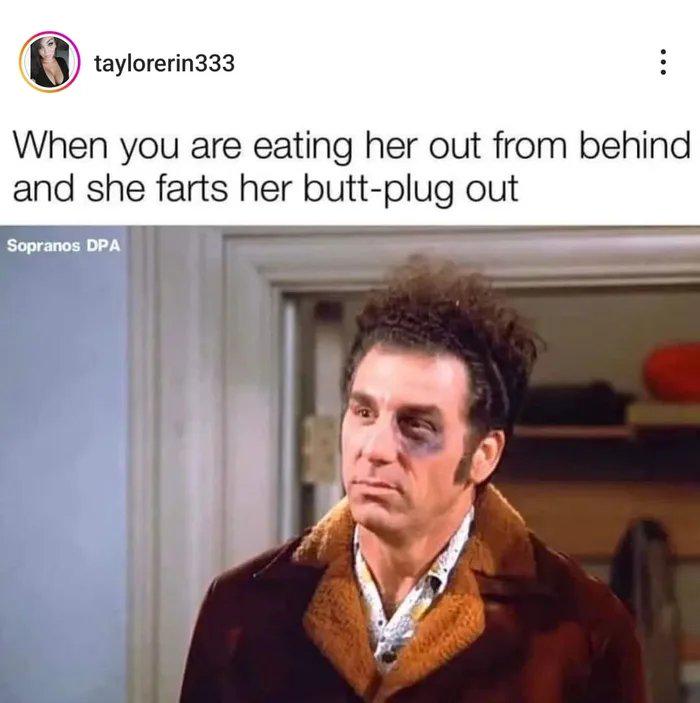 taylorerin333
When you are eating her out from behind
and she farts her butt-plug out
Sopranos DPA